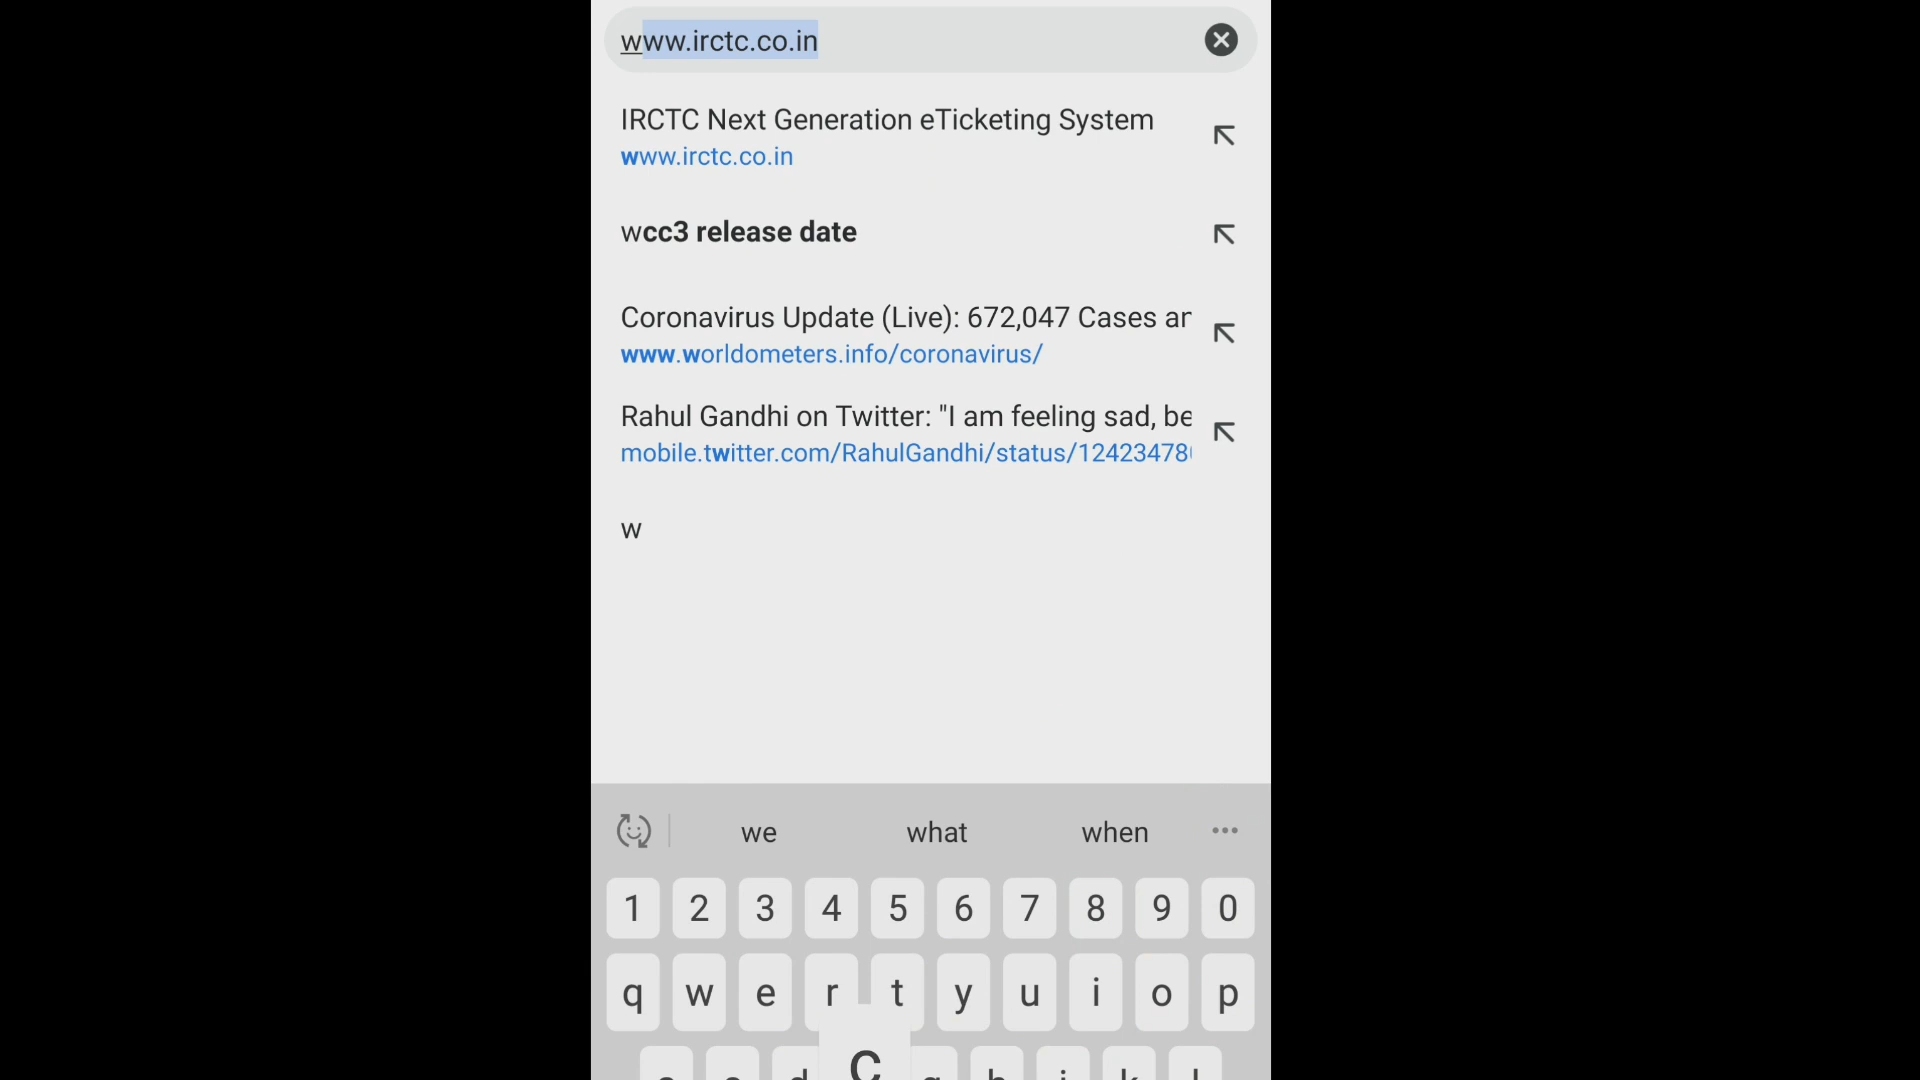 www.irctc.co.in
IRCTC Next Generation eTicketing System
www.irctc.co.in
wcc3 release date
Coronavirus Update (Live): 672,047 Cases an
www.worldometers.info/coronavirus/
Rahul Gandhi on Twitter: "I am feeling sad, be
mobile.twitter.com/RahulGandhi/status/124234780
w
we what when
1 2 3 4 5 6 7 8 9 0
q w e r t y u i o p
a s d c g h j k l